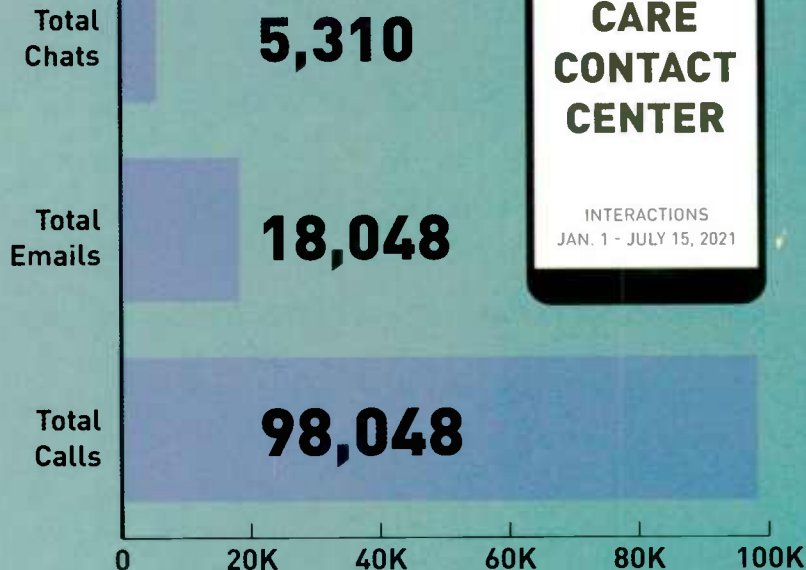 Total
Chats
5,310
CARE
CONTACT
CENTER
INTERACTIONS
JAN. 1 - JULY 15, 2021
Total
Emails
18,048
Total
Calls
98,048
0 20K 40K 60K 80K 100K